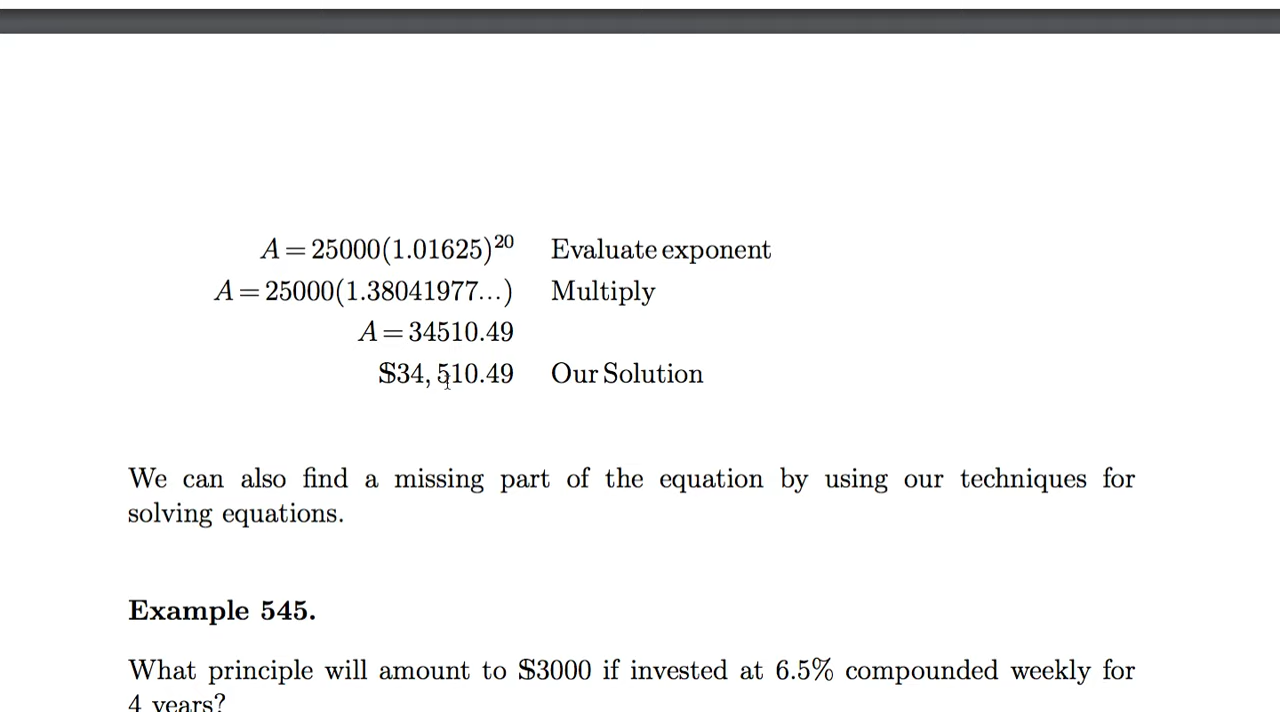 A = 25000(1.01625)^20 Evaluate exponent
A = 25000(1.38041977...) Multiply
A = 34510.49
$34, 510.49 Our Solution
We can also find a missing part of the equation by using our techniques for
solving equations.
Example 545.
What principle will amount to $3000 if invested at 6.5% compounded weekly for
4 years?